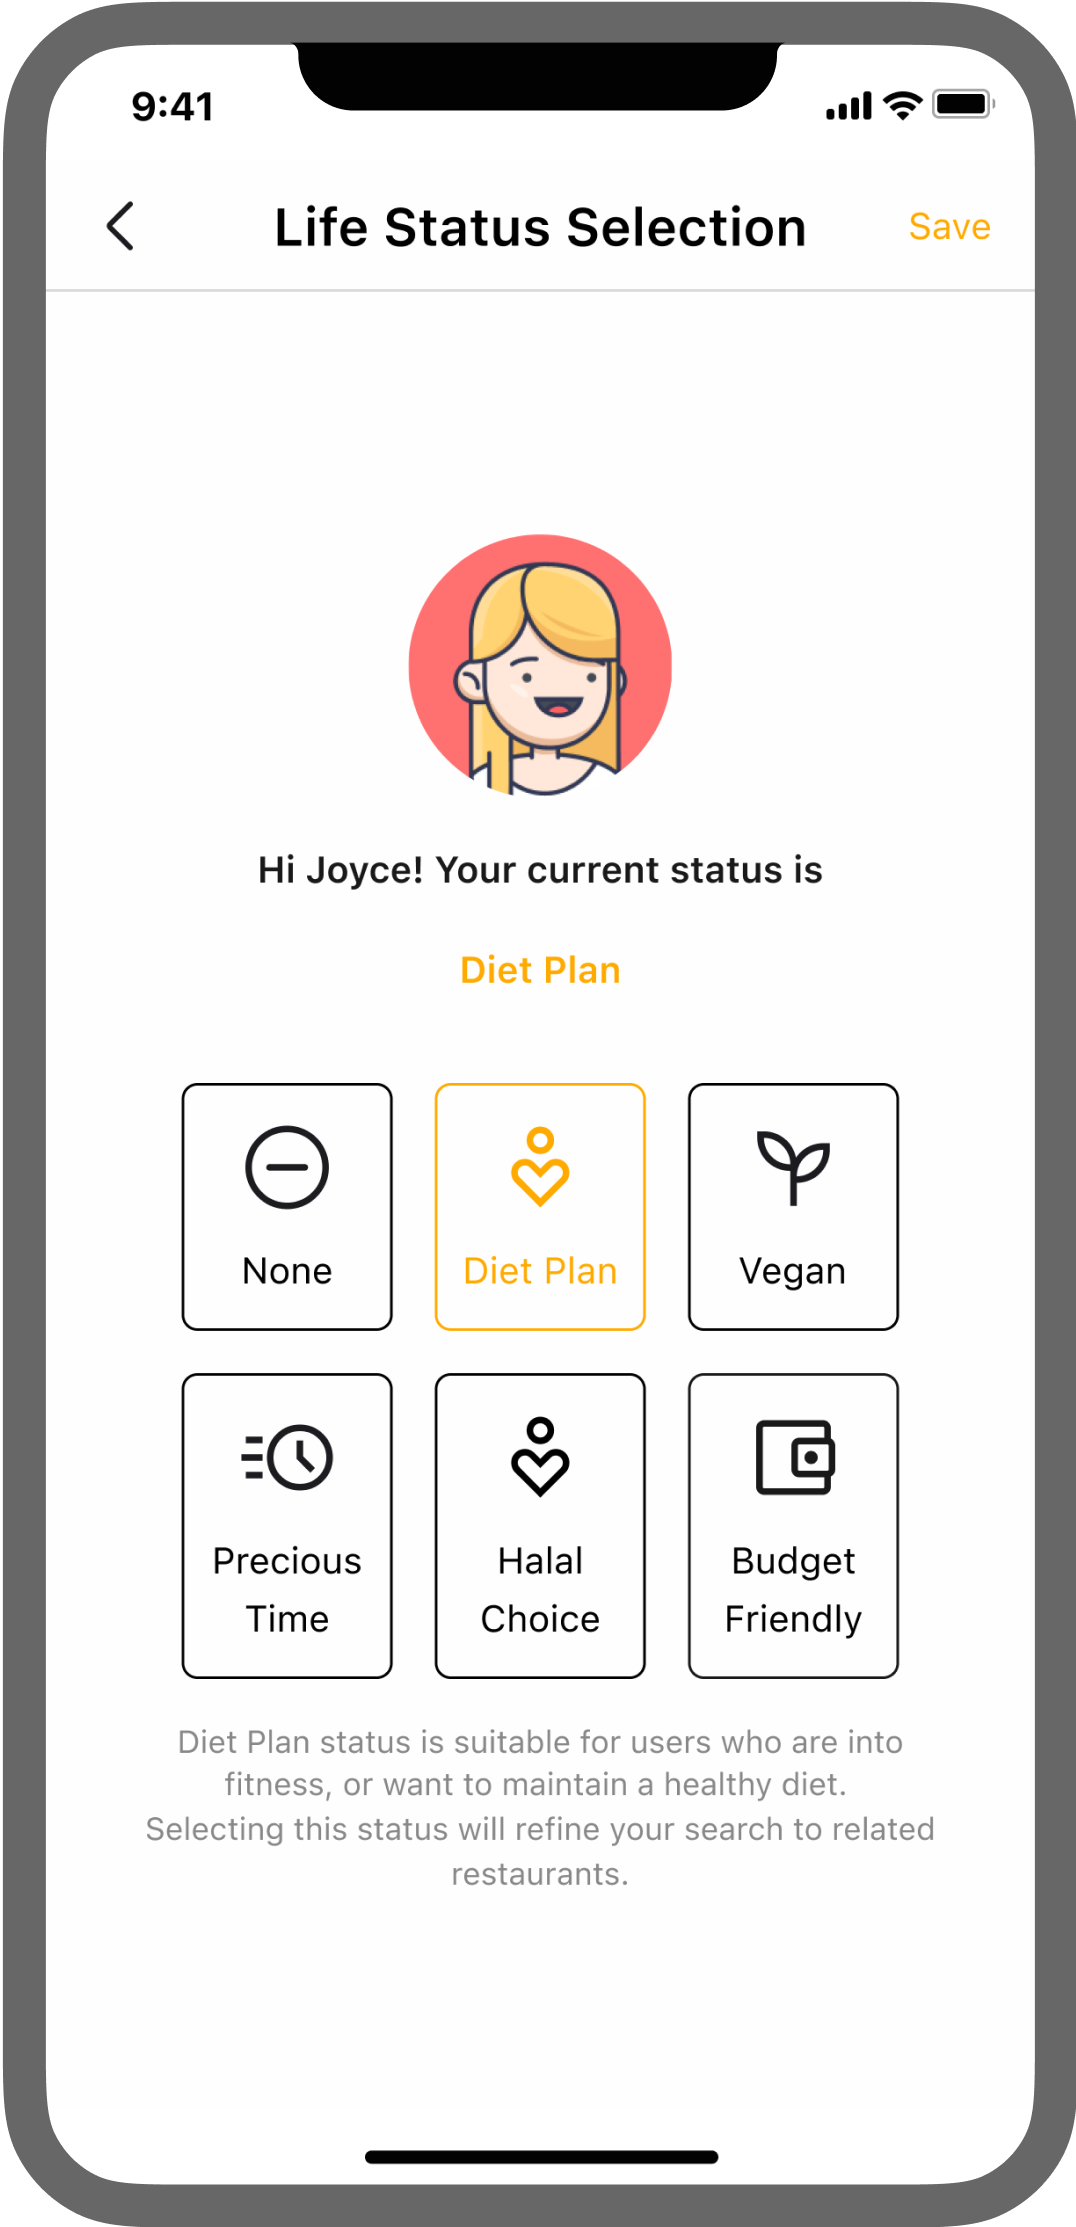 9:41
Life Status Selection
Save
Hi Joyce! Your current status is
Diet Plan
None
Diet Plan
Vegan
Precious
Time
Halal
Choice
Budget
Friendly
Diet Plan status is suitable for users who are into
fitness, or want to maintain a healthy diet.
Selecting this status will refine your search to related
restaurants.